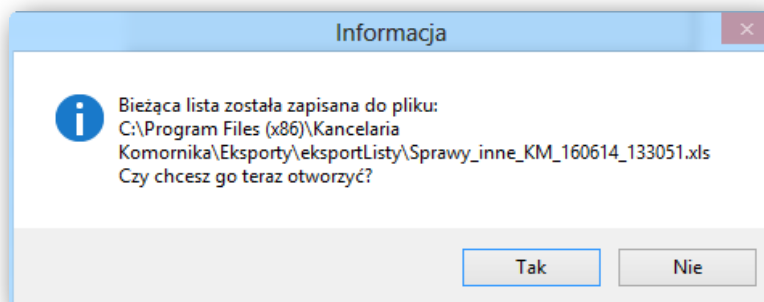 Informacja
Bieżąca lista została zapisana do pliku:
C:\Program Files (x86)\Kancelaria
Komornika\Eksporty\eksportListy\Sprawy_inne_KM_160614_133051.xls
Czy chcesz go teraz otworzyć?
Tak
Nie